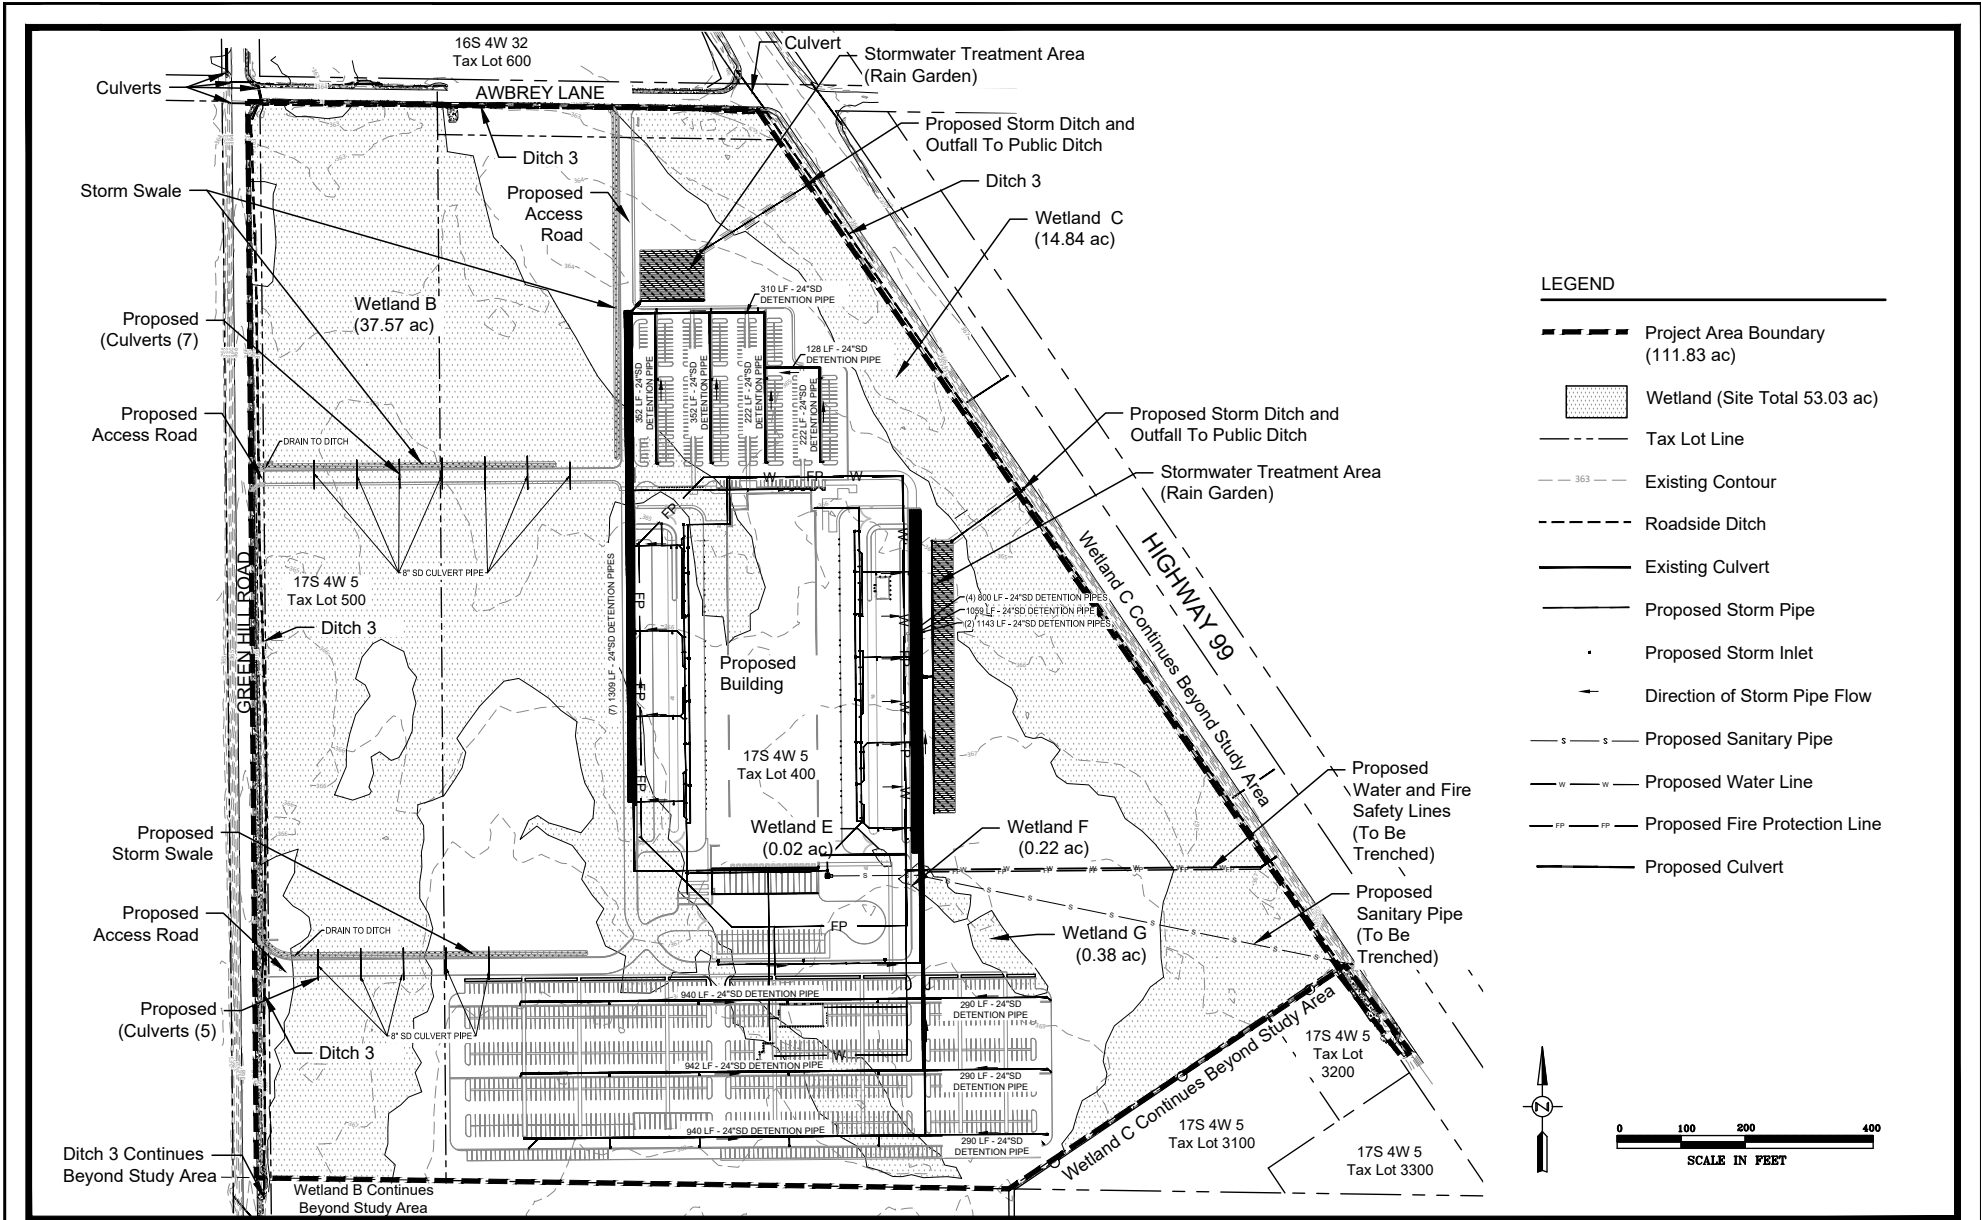 16S 4W 32
Tax Lot 600
Culvert
Stormwater Treatment Area
(Rain Garden)
Culverts
AWBREY LANE
Proposed Storm Ditch and
Outfall To Public Ditch
Ditch 3
Ditch 3
Storm Swale
Proposed
Access
Road
Wetland C
(14.84 ac)
Wetland B
(37.57 ac)
310 LF - 24"SD
DETENTION PIPE
Proposed
(Culverts (7)
128 LF - 24"SD
DETENTION PIPE
352 LF - 24"SD
DETENTION PIPE
352 LF - 24"SD
DETENTION PIPE
222 LF - 24"SD
DETENTION PIPE
222 LF - 24"SD
DETENTION PIPE
Proposed
Access Road
DRAIN TO DITCH
Proposed Storm Ditch and
Outfall To Public Ditch
Stormwater Treatment Area
(Rain Garden)
W
FP
W
FP
8" SD CULVERT PIPE
GREEN HILL ROAD
17S 4W 5
Tax Lot 500
Ditch 3
(7) 1309 LF - 24"SD DETENTION PIPES
FP
FP
FP
(4) 800 LF - 24"SD DETENTION PIPES
1059 LF - 24"SD DETENTION PIPE
(2) 1143 LF - 24"SD DETENTION PIPES
HIGHWAY 99
Wetland C Continues Beyond Study Area
Proposed
Building
17S 4W 5
Tax Lot 400
Proposed
Water and Fire
Safety Lines
(To Be
Trenched)
Proposed
Storm Swale
Wetland E
(0.02 ac)
Wetland F
(0.22 ac)
Proposed
Sanitary Pipe
(To Be
Trenched)
Proposed
Access Road
DRAIN TO DITCH
FP
Wetland G
(0.38 ac)
Proposed
(Culverts (5)
8" SD CULVERT PIPE
Ditch 3
940 LF - 24"SD DETENTION PIPE
290 LF - 24"SD
DETENTION PIPE
W
942 LF - 24"SD DETENTION PIPE
290 LF - 24"SD
DETENTION PIPE
940 LF - 24"SD DETENTION PIPE
290 LF - 24"SD
DETENTION PIPE
Wetland C Continues Beyond Study Area
17S 4W 5
Tax Lot
3200
17S 4W 5
Tax Lot 3100
17S 4W 5
Tax Lot 3300
Ditch 3 Continues
Beyond Study Area
Wetland B Continues
Beyond Study Area
LEGEND
Project Area Boundary
(111.83 ac)
Wetland (Site Total 53.03 ac)
Tax Lot Line
363 Existing Contour
Roadside Ditch
Existing Culvert
Proposed Storm Pipe
Proposed Storm Inlet
Direction of Storm Pipe Flow
S S Proposed Sanitary Pipe
W W Proposed Water Line
FP FP Proposed Fire Protection Line
Proposed Culvert
Z
0 100 200 400
SCALE IN FEET